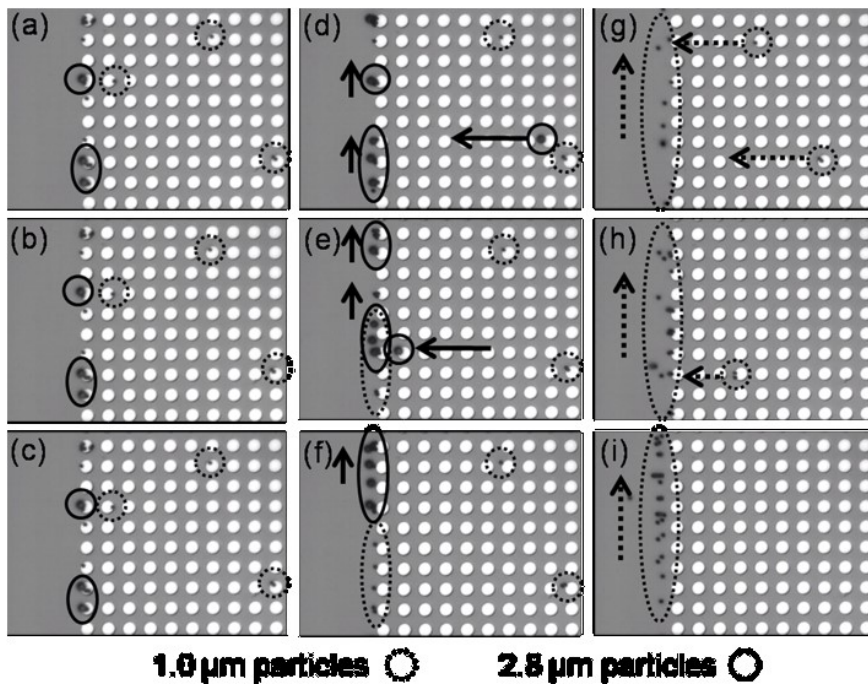 (a)
(d)
(g)
(b)
(e)
(h)
(c)
(f)
(i)
1.0 µm particles
2.8 µm particles